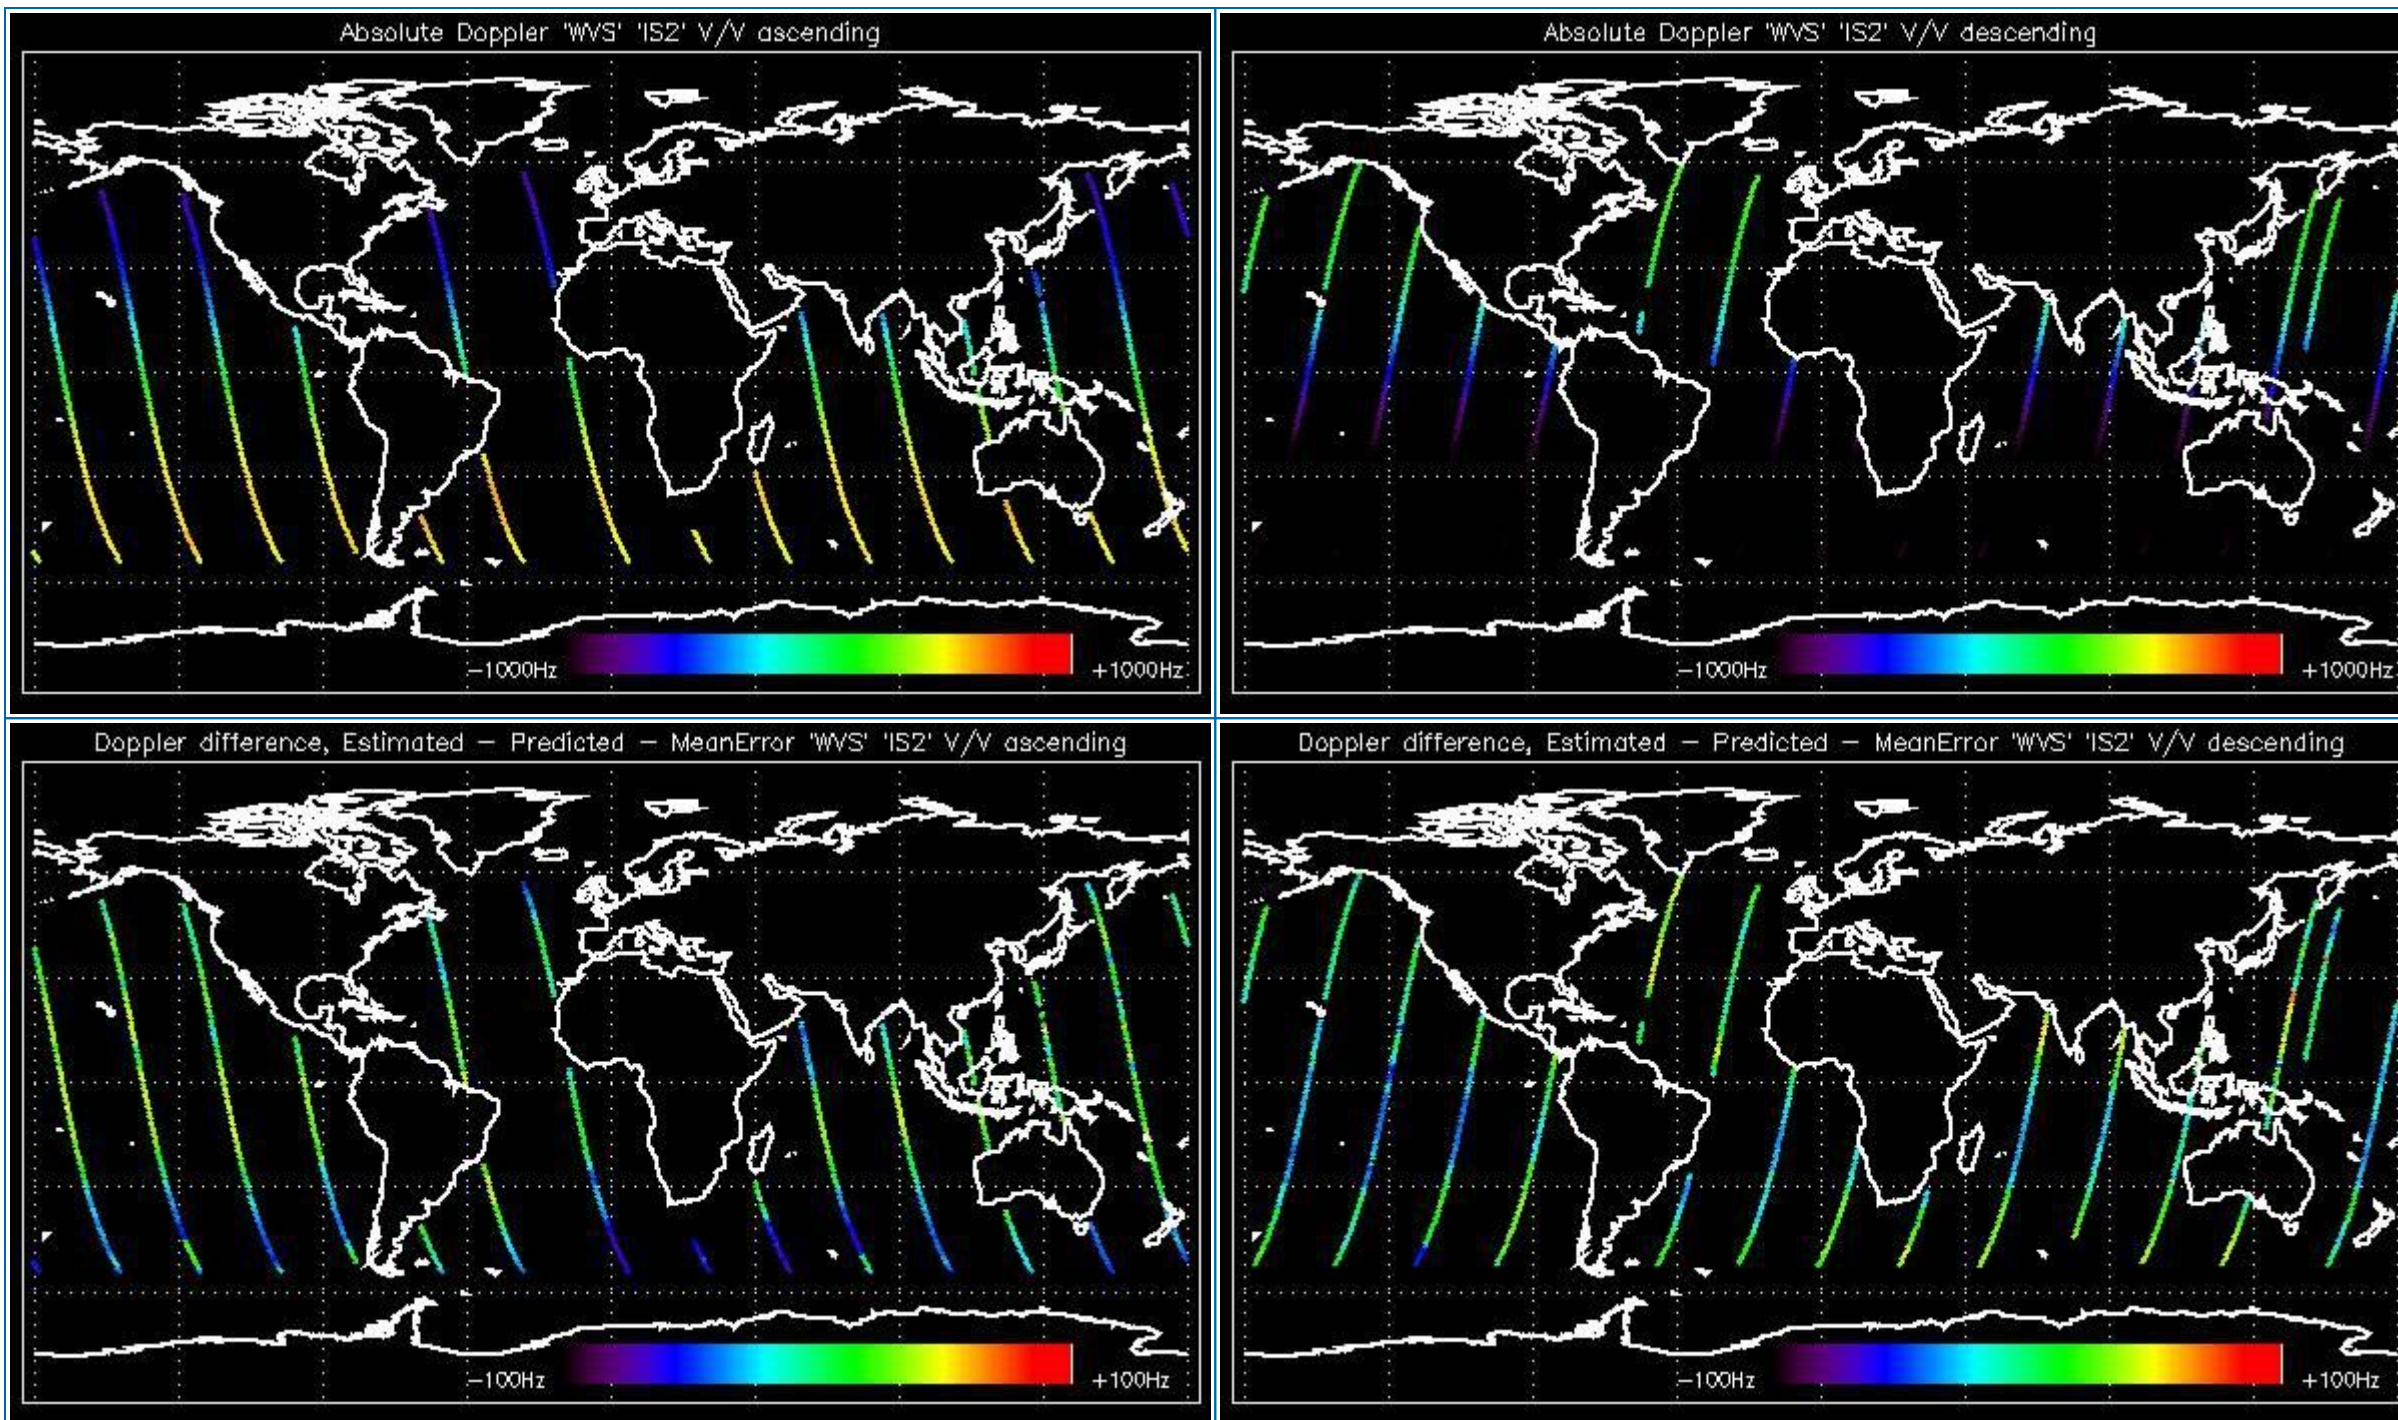 Absolute Doppler 'WVS' 'IS2' V/V ascending
-1000Hz
+1000Hz
Absolute Doppler 'WVS' 'IS2' V/V descending
-1000Hz
+1000Hz
Doppler difference, Estimated - Predicted - MeanError 'WVS' 'IS2' V/V ascending
-100Hz
+100Hz
Doppler difference, Estimated - Predicted - MeanError 'WVS' 'IS2' V/V descending
-100Hz
+100Hz